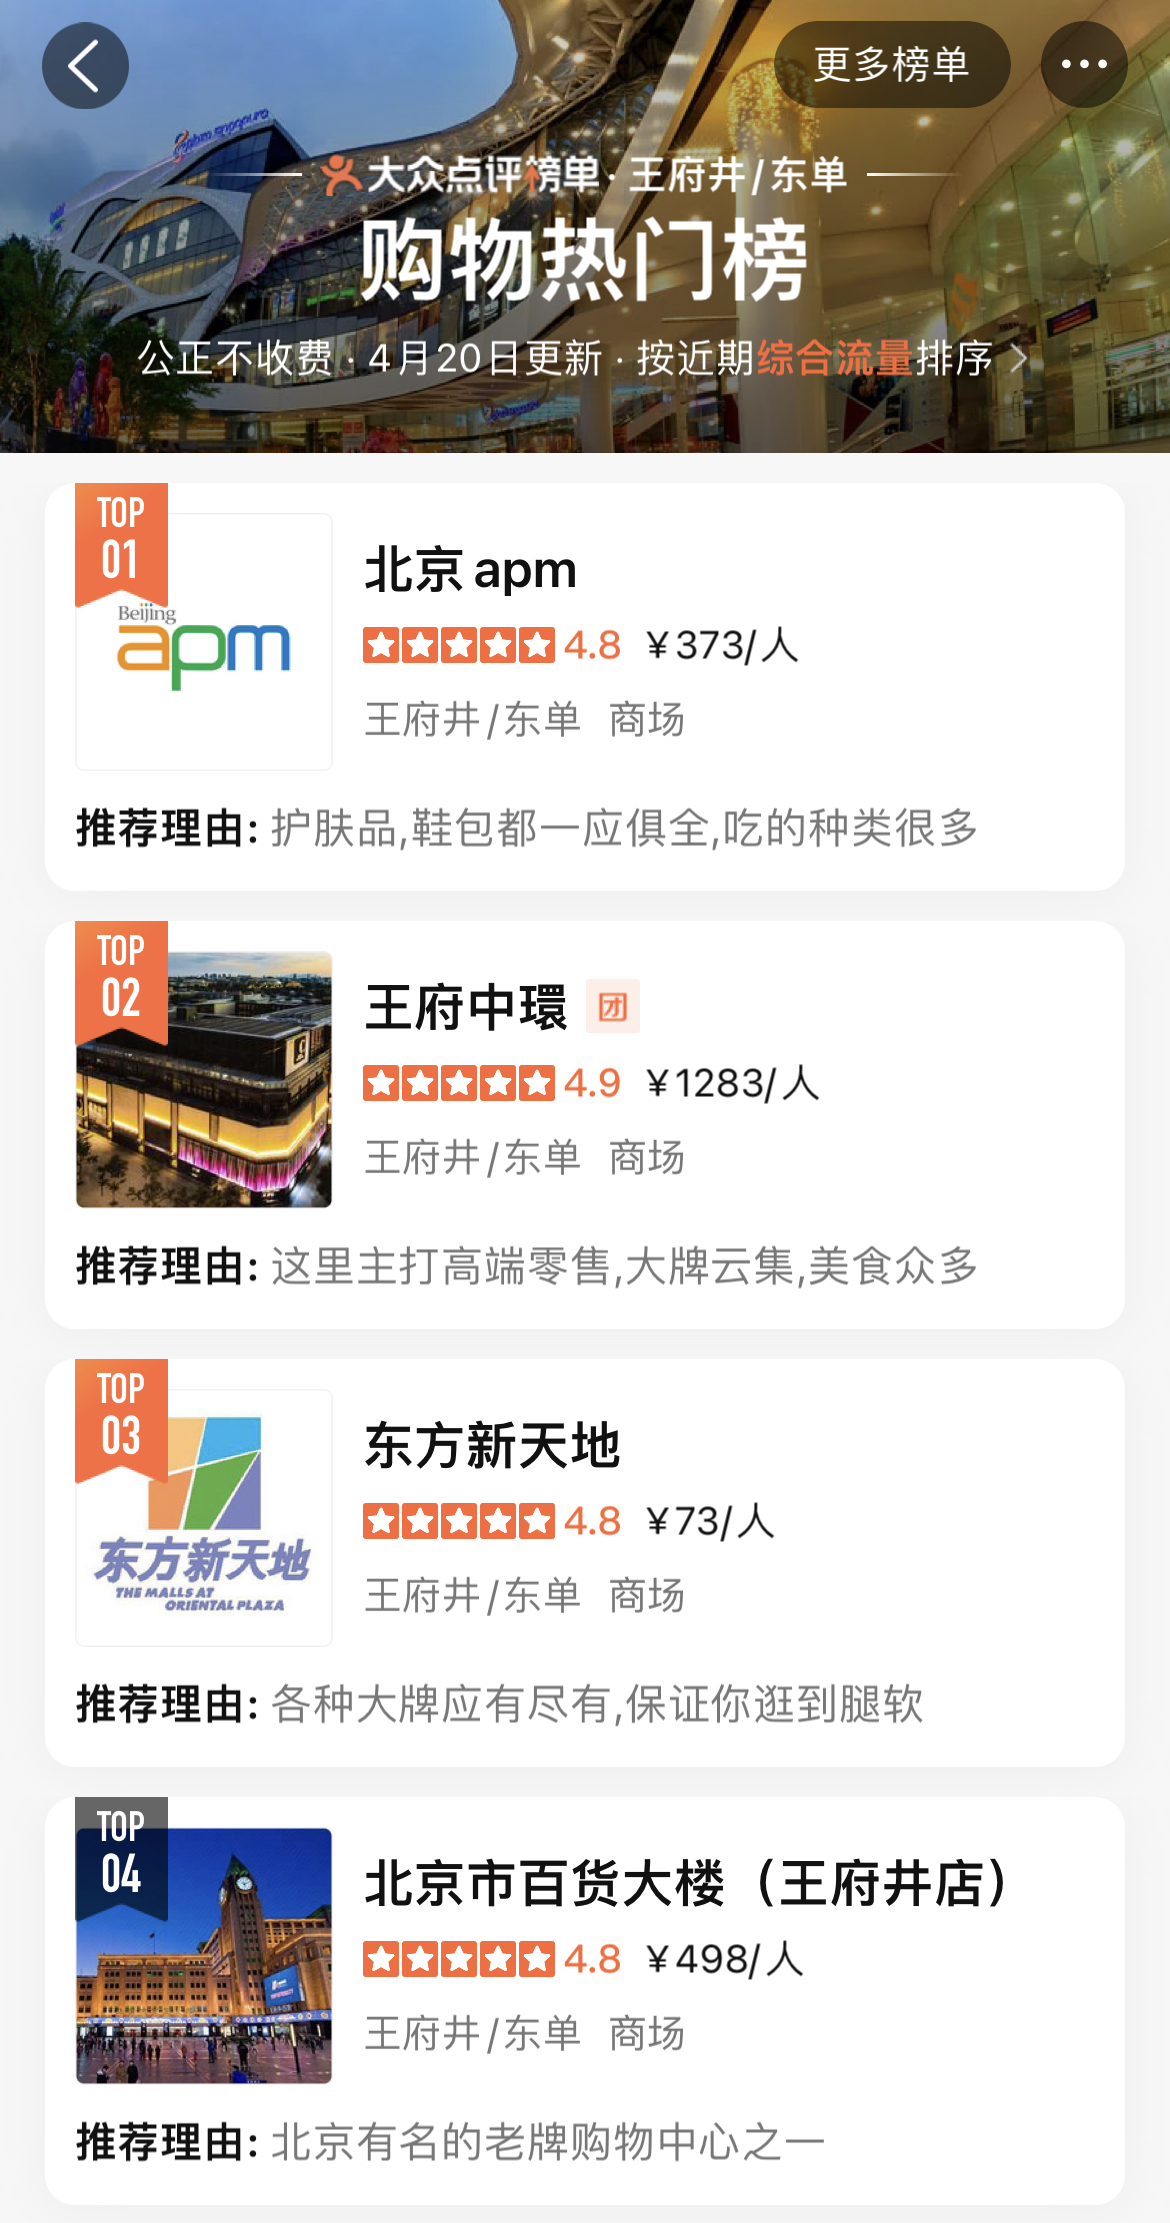 更多榜单
大众点评榜单 · 王府井/东单
购物热门榜
公正不收费 · 4月20日更新 · 按近期综合流量排序
TOP
01
Beijing
apm
北京apm
4.8 ¥373/人
王府井/东单 商场
推荐理由: 护肤品,鞋包都一应俱全,吃的种类很多
TOP
02
王府中環 团
4.9 ¥1283/人
王府井/东单 商场
推荐理由: 这里主打高端零售,大牌云集,美食众多
TOP
03
东方新天地
THE MALLS AT
ORIENTAL PLAZA
东方新天地
4.8 ¥73/人
王府井/东单 商场
推荐理由: 各种大牌应有尽有,保证你逛到腿软
TOP
04
北京市百货大楼（王府井店）
4.8 ¥498/人
王府井/东单 商场
推荐理由: 北京有名的老牌购物中心之一